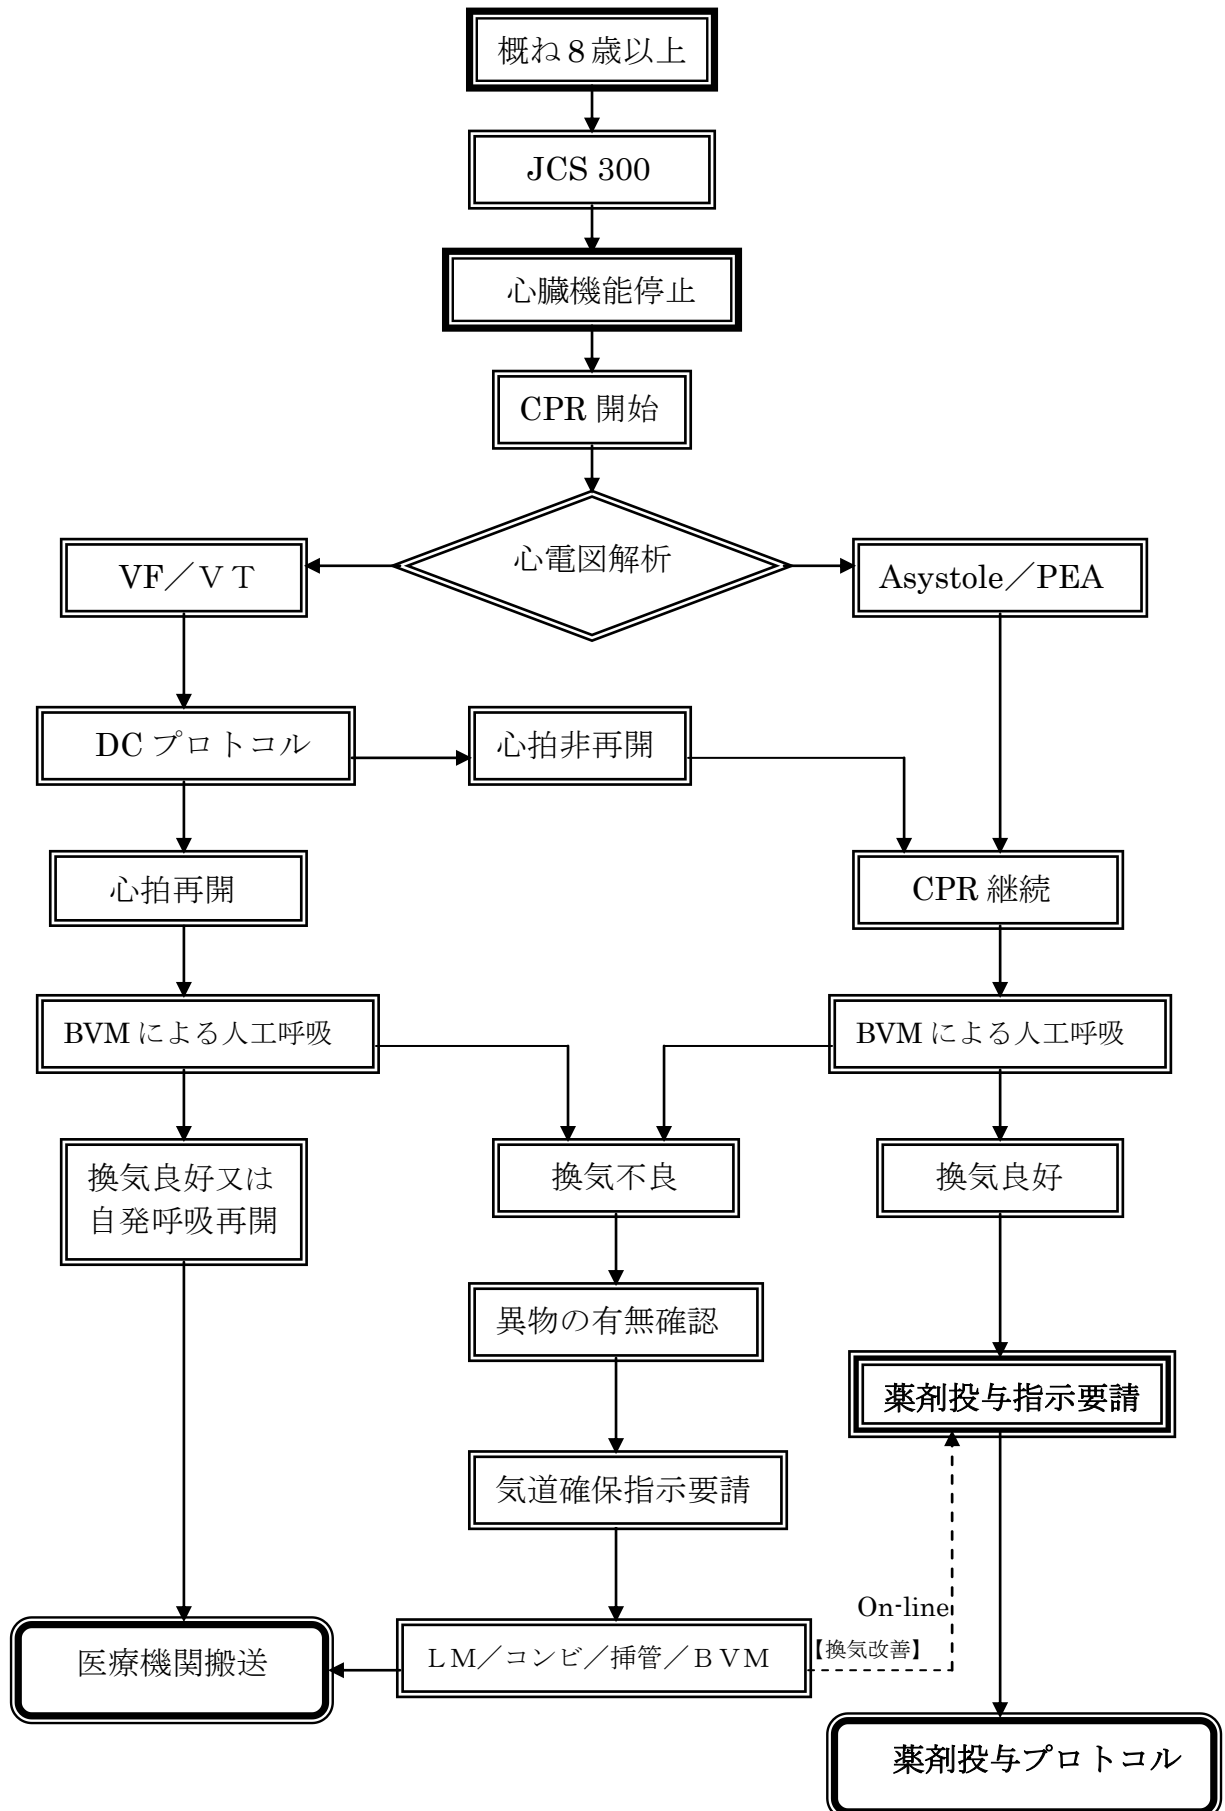 概ね８歳以上
JCS 300
心臓機能停止
CPR 開始
心電図解析
VF／ＶＴ
Asystole／PEA
DC プロトコル
心拍非再開
心拍再開
CPR 継続
BVM による人工呼吸
BVM による人工呼吸
換気良好又は
自発呼吸再開
換気不良
換気良好
異物の有無確認
薬剤投与指示要請
気道確保指示要請
On-line
【換気改善】
医療機関搬送
ＬＭ／コンビ／挿管／ＢＶＭ
薬剤投与プロトコル